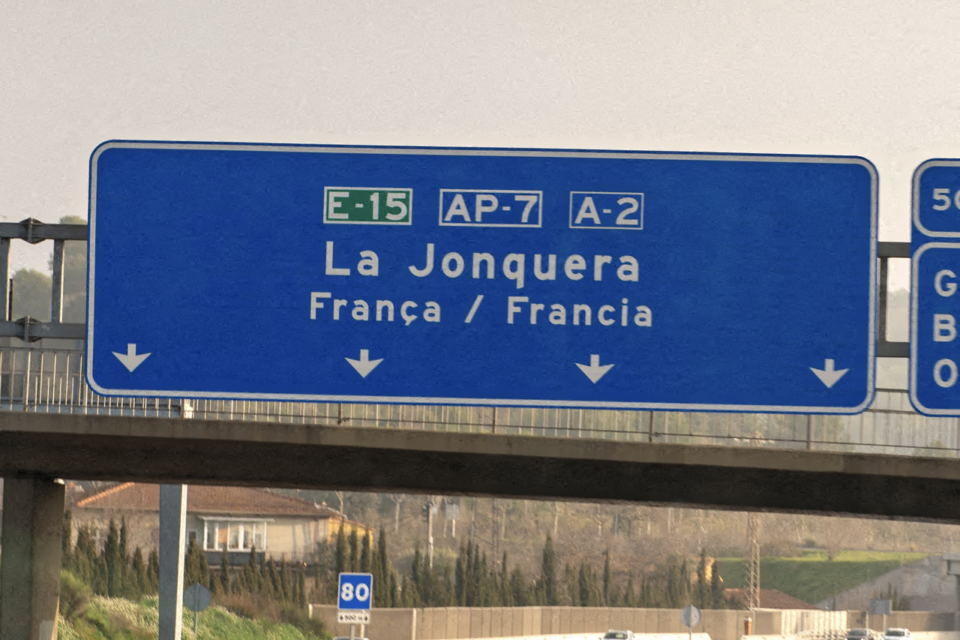 E-15 AP-7 A-2
La Jonquera
França / Francia
80